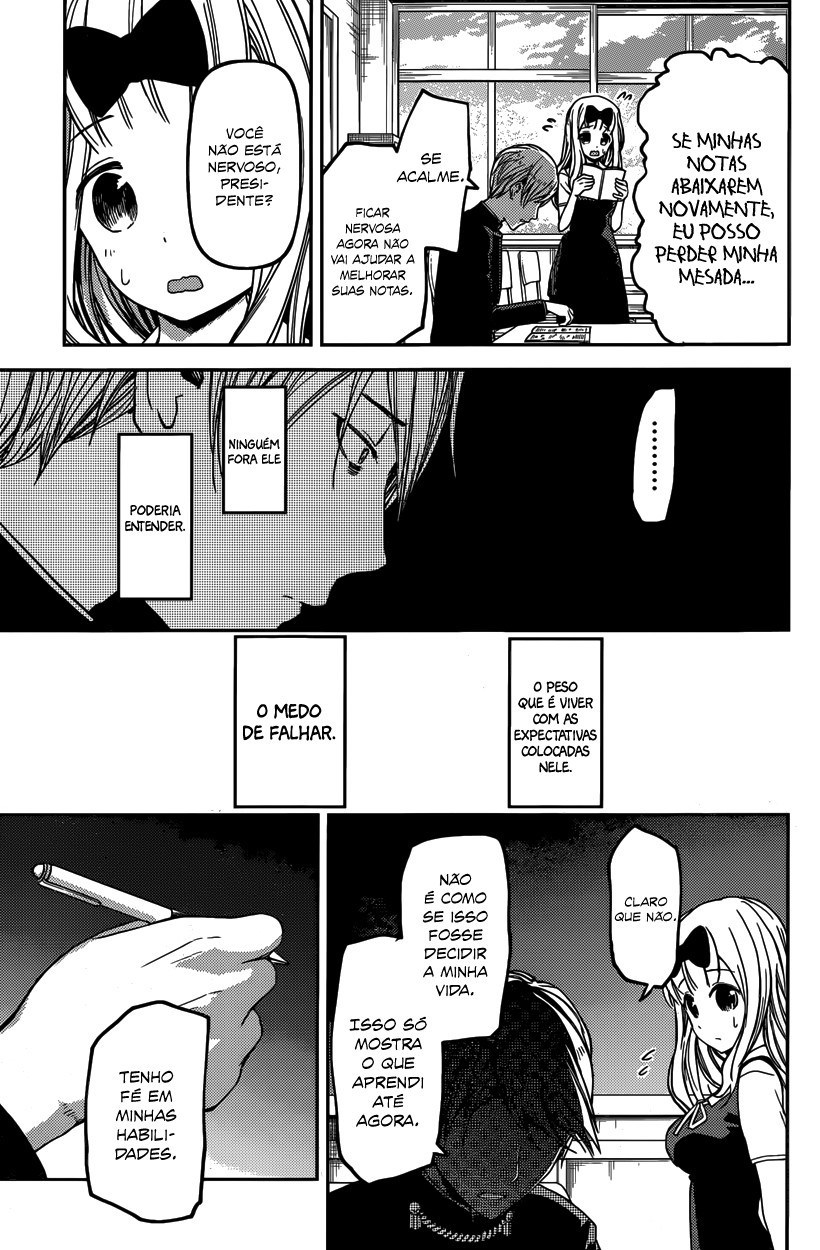 SE MINHAS
NOTAS
ABAIXAREM
NOVAMENTE,
EU POSSO
PERDER MINHA
MESADA...
SE
ACALME.
FICAR
NERVOSA
AGORA NÃO
VAI AJUDAR A
MELHORAR
SUAS NOTAS.
VOCÊ
NÃO ESTÁ
NERVOSO,
PRESI-
DENTE?
.........
NINGUÉM
FORA ELE
PODERIA
ENTENDER.
O PESO
QUE É VIVER
COM AS
EXPECTATIVAS
COLOCADAS
NELE.
O MEDO
DE FALHAR.
CLARO
QUE NÃO.
NÃO
É COMO
SE ISSO
FOSSE
DECIDIR
A MINHA
VIDA.
ISSO SÓ
MOSTRA
O QUE
APRENDI
ATÉ
AGORA.
TENHO
FÉ EM
MINHAS
HABILI-
DADES.